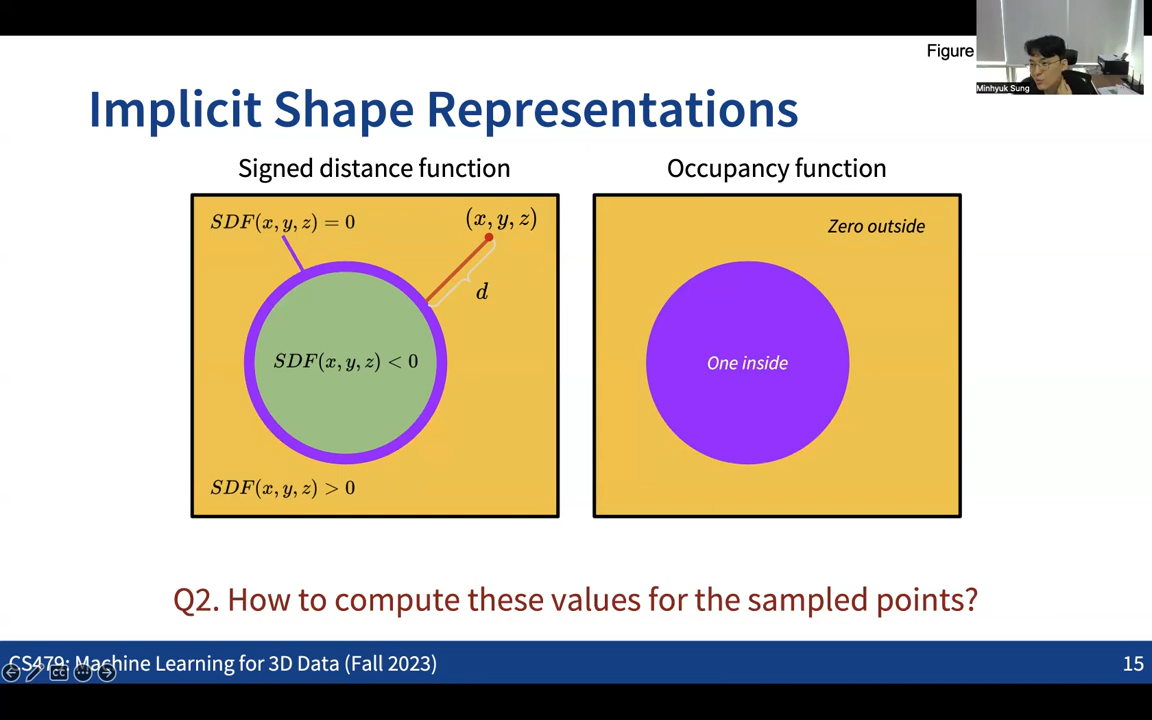 Figure
Minhyuk Sung
Implicit Shape Representations
Signed distance function
Occupancy function
SDF(x, y, z) = 0
(x, y, z)
d
SDF(x, y, z) < 0
SDF(x, y, z) > 0
Zero outside
One inside
Q2. How to compute these values for the sampled points?
CS479: Machine Learning for 3D Data (Fall 2023)
15